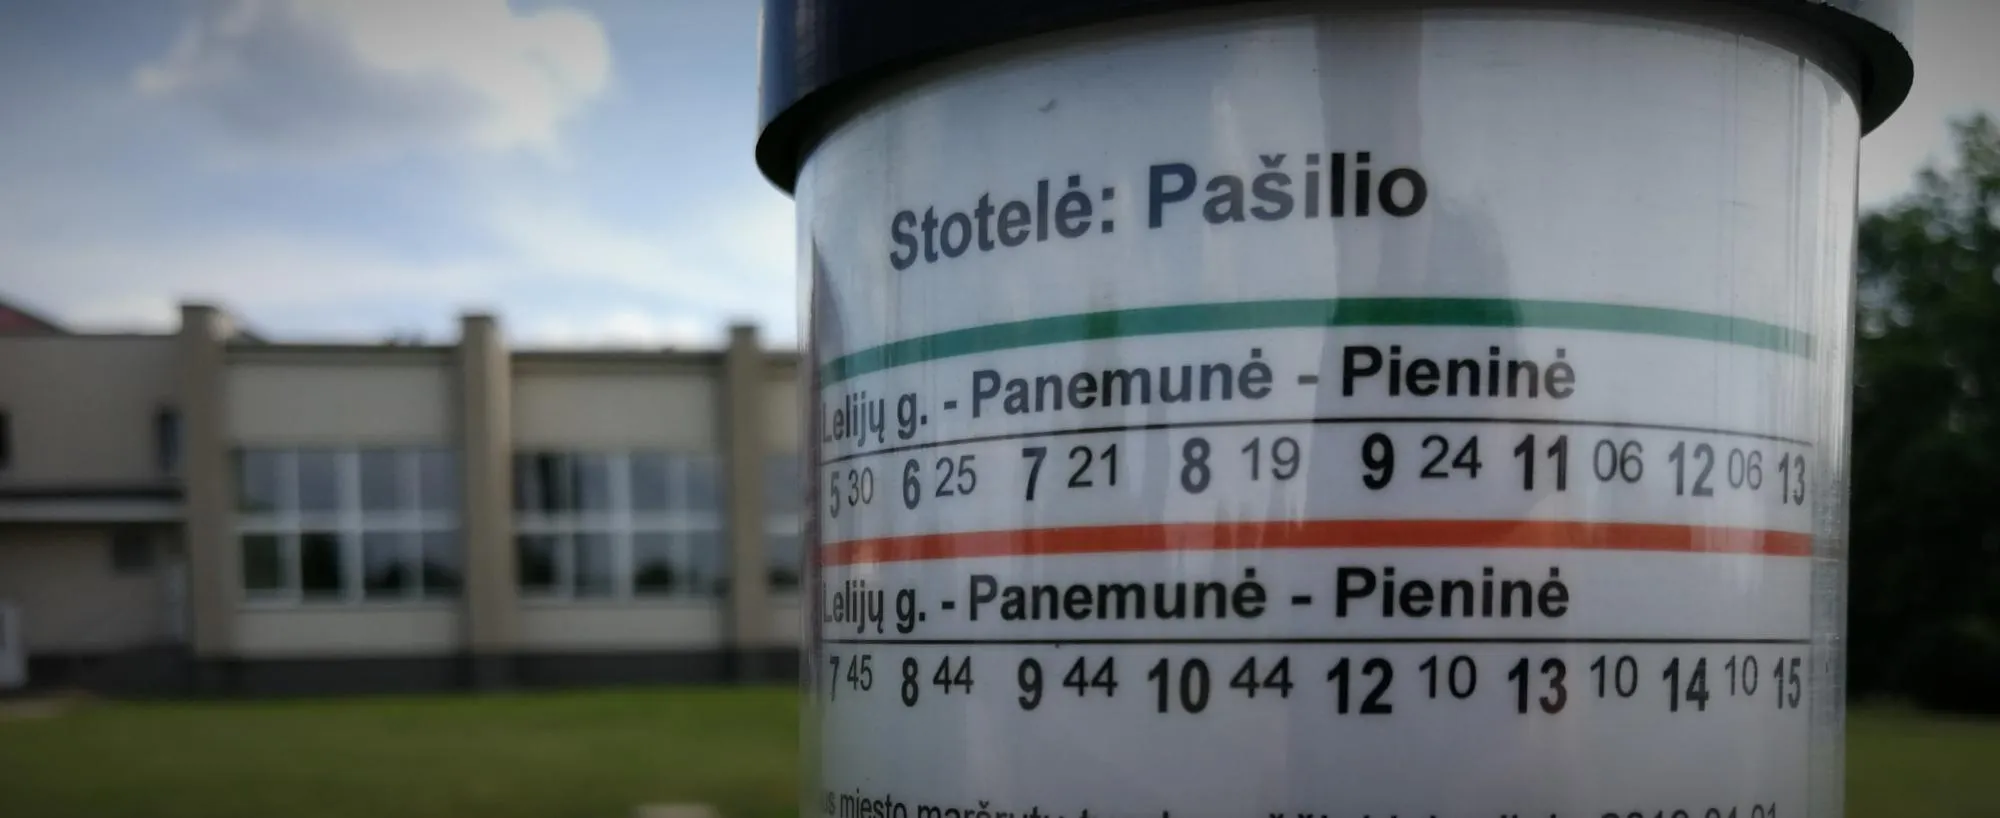 Stotelė: Pašilio
Lelijų g. - Panemunė - Pieninė
5 30 6 25 7 21 8 19 9 24 11 06 12 06 13
Lelijų g. - Panemunė - Pieninė
7 45 8 44 9 44 10 44 12 10 13 10 14 10 15
miesto maršrutų